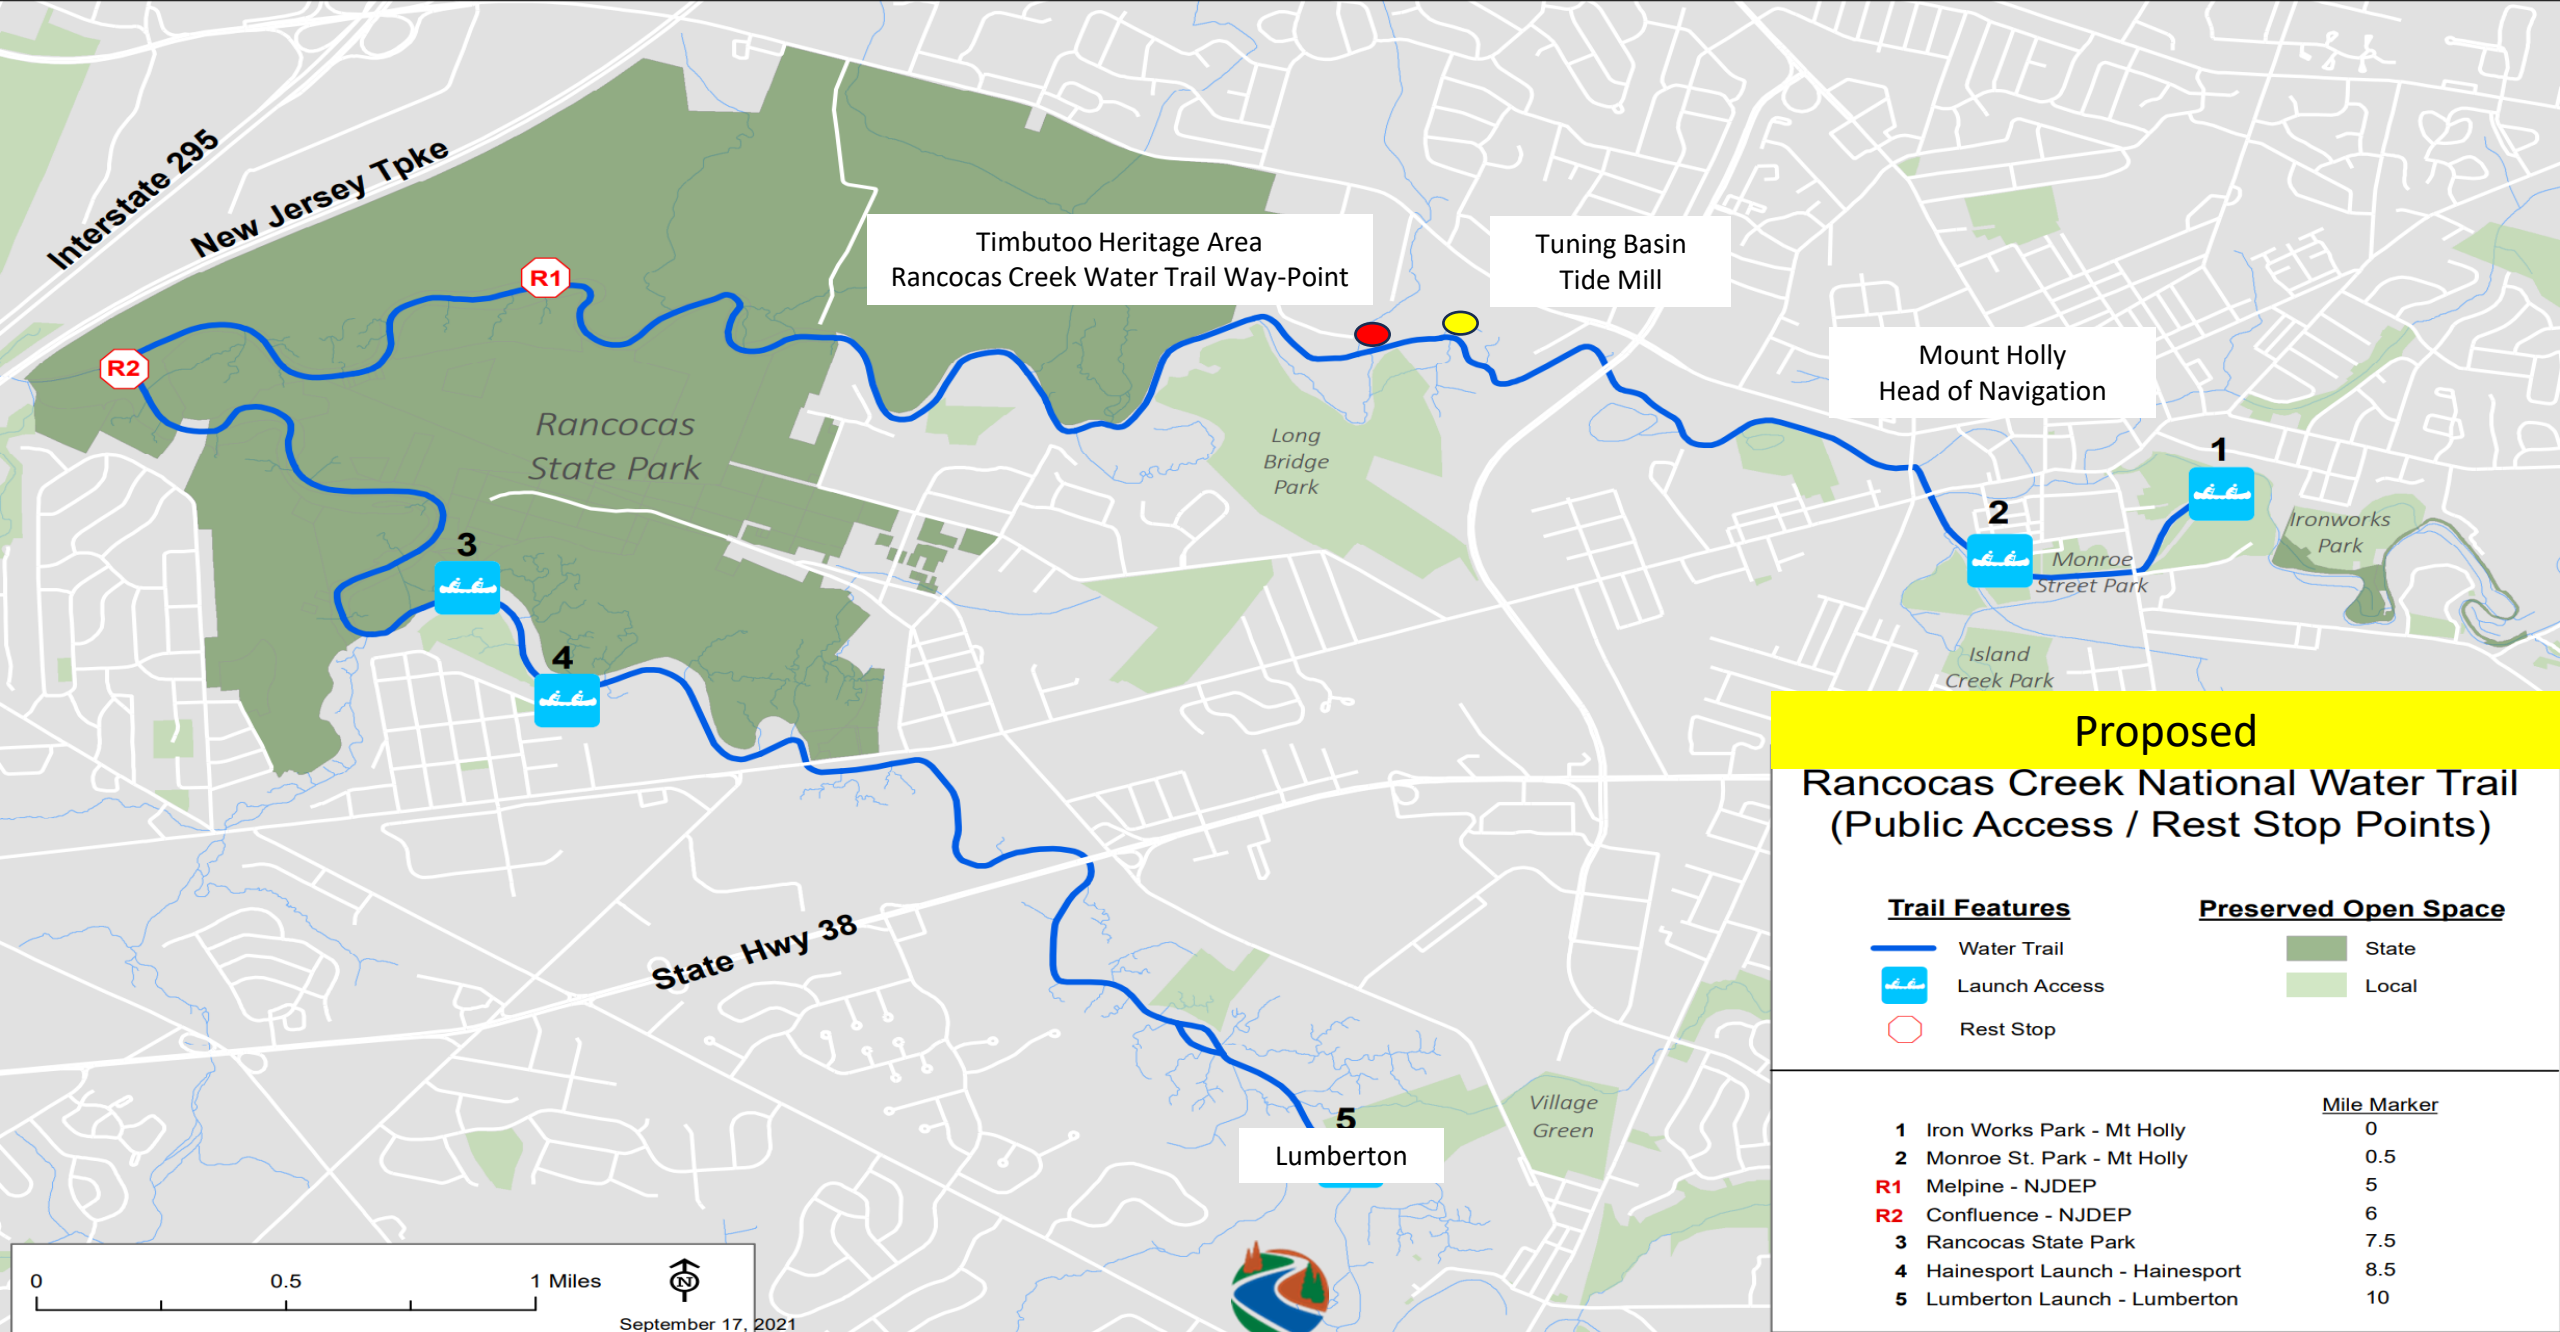 Interstate 295
New Jersey Tpke
R1
R2
Timbutoo Heritage Area
Rancocas Creek Water Trail Way-Point
Tuning Basin
Tide Mill
Mount Holly
Head of Navigation
Rancocas
State Park
Long
Bridge
Park
1
2
Ironworks
Park
Monroe
Street Park
Island
Creek Park
3
4
State Hwy 38
5
Lumberton
Village
Green
Proposed
Rancocas Creek National Water Trail
(Public Access / Rest Stop Points)
Trail Features
Water Trail
Launch Access
Rest Stop
Preserved Open Space
State
Local
Mile Marker
1 Iron Works Park - Mt Holly 0
2 Monroe St. Park - Mt Holly 0.5
R1 Melpine - NJDEP 5
R2 Confluence - NJDEP 6
3 Rancocas State Park 7.5
4 Hainesport Launch - Hainesport 8.5
5 Lumberton Launch - Lumberton 10
0 0.5 1 Miles
N
September 17, 2021